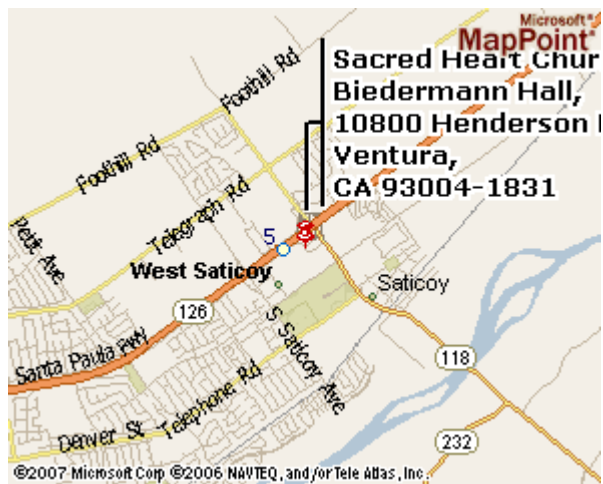 Microsoft®
MapPoint®
Foothill Rd
Sacred Heart Chur
Biedermann Hall,
10800 Henderson
Ventura,
CA 93004-1831
Foothill Rd
Telegraph Rd
Petit Ave
5
West Saticoy
Saticoy
126
S Saticoy Ave
Santa Paula Fwy
118
Telephone Rd
Denver St
232
©2007 Microsoft Corp ©2006 NAVTEQ, and/or Tele Atlas, Inc.